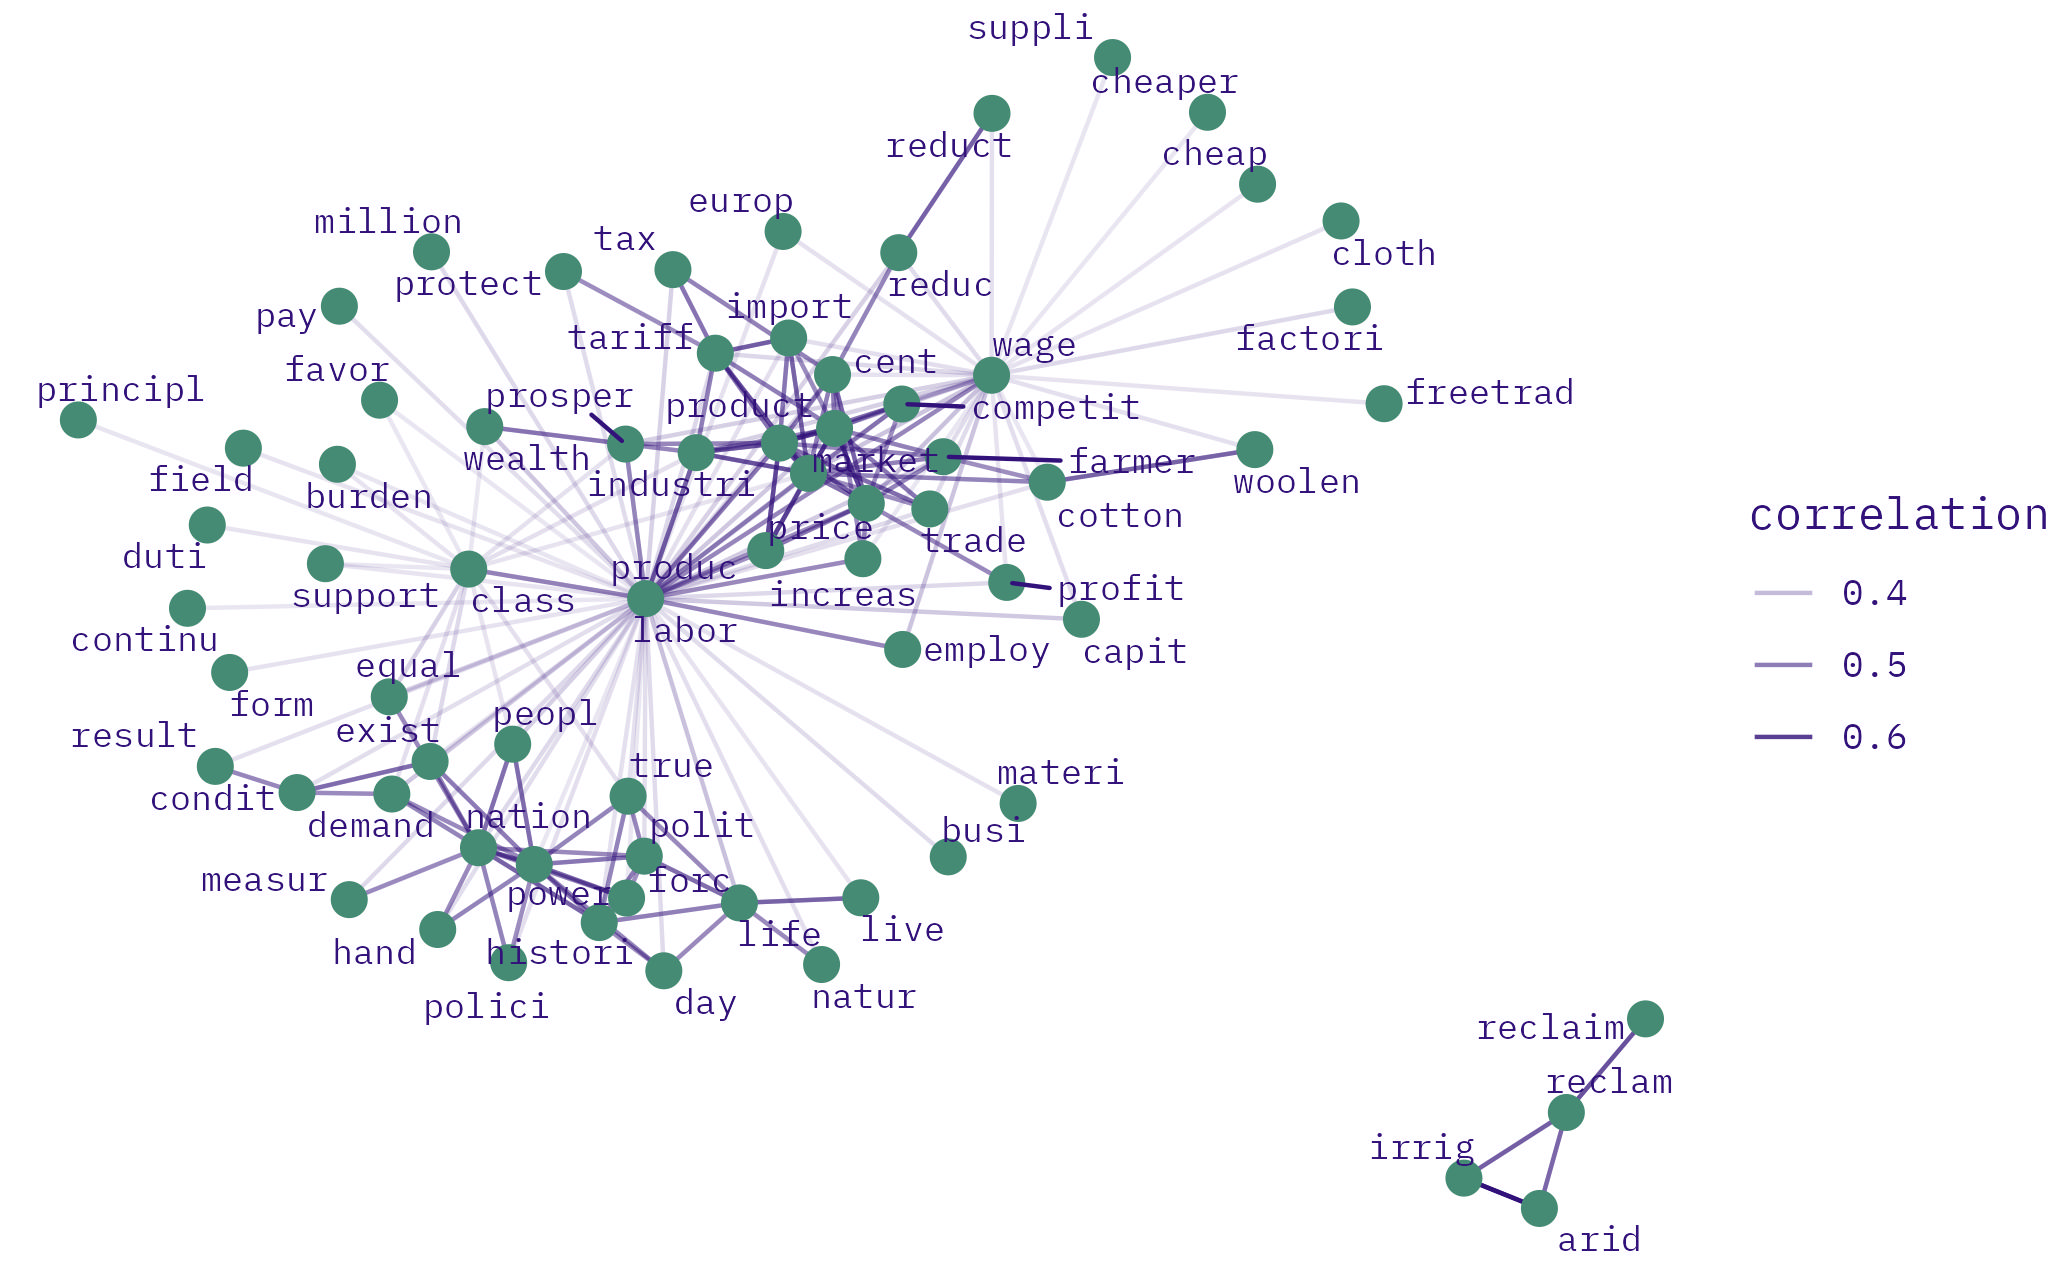 suppli
cheaper
reduct
cheap
europ
million
tax
cloth
protect
reduc
import
pay
tariff
factori
wage
cent
favor
principl
prosper
freetrad
product
competit
wealth
market
farmer
field
industri
woolen
burden
cotton
correlation
price
trade
duti
produc
0.4
support
class
increas
profit
continu
labor
employ
capit
equal
0.5
form
peopl
result
exist
0.6
true
materi
condit
demand
nation
polit
busi
measur
forc
power
life
live
hand
histori
natur
day
polici
reclaim
reclam
irrig
arid